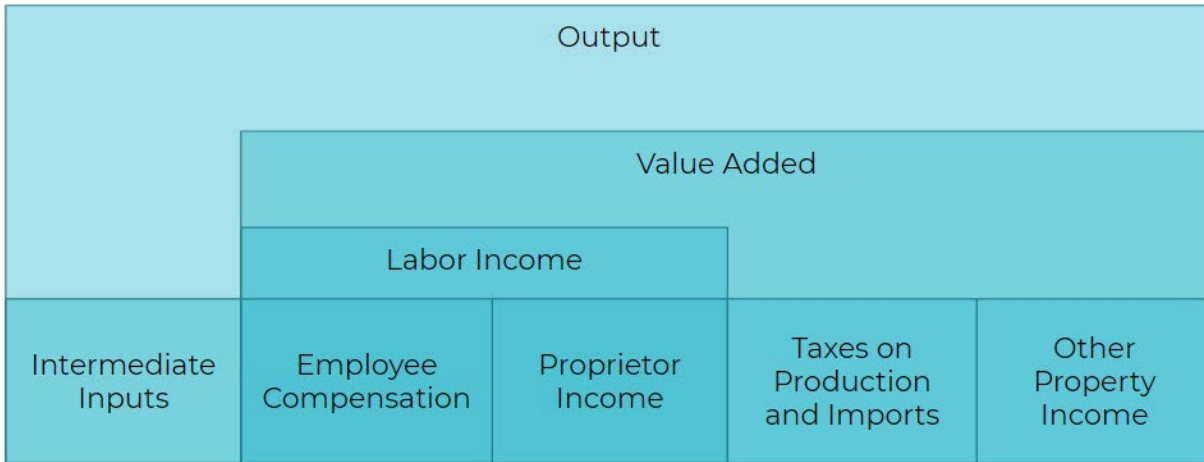 Output
Value Added
Labor Income
Intermediate
Inputs
Employee
Compensation
Proprietor
Income
Taxes on
Production
and Imports
Other
Property
Income